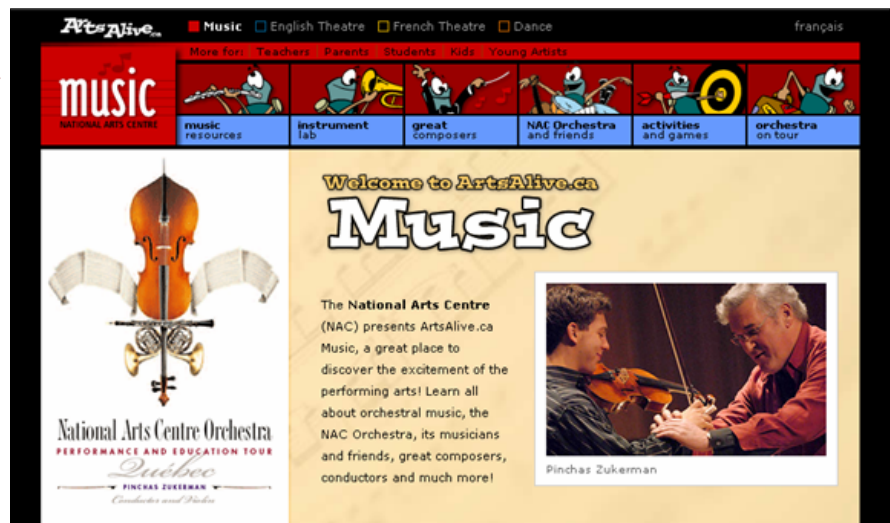 ArtsAlive.ca Music English Theatre French Theatre Dance français
More for: Teachers Parents Students Kids Young Artists
music
NATIONAL ARTS CENTRE
music
resources
instrument
lab
great
composers
NAC Orchestra
and friends
activities
and games
orchestra
on tour
National Arts Centre Orchestra
PERFORMANCE AND EDUCATION TOUR
Québec
PINCHAS ZUKERMAN
Conductor and Violin
Welcome to ArtsAlive.ca
Music
The National Arts Centre
(NAC) presents ArtsAlive.ca
Music, a great place to
discover the excitement of the
performing arts! Learn all
about orchestral music, the
NAC Orchestra, its musicians
and friends, great composers,
conductors and much more!
Pinchas Zukerman